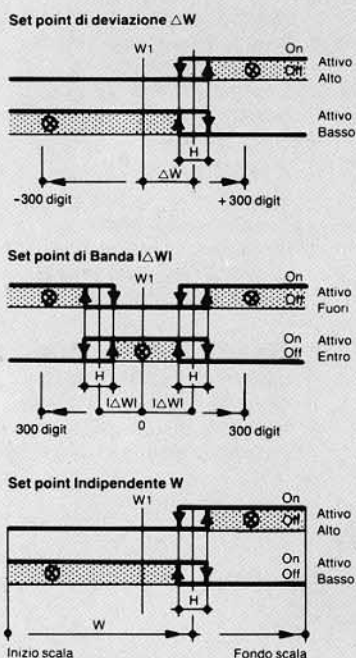 Set point di deviazione △W
W1
On
Off
Attivo
Alto
On
Off
Attivo
Basso
H
△W
-300 digit
+300 digit
Set point di Banda I△WI
W1
On
Off
Attivo
Fuori
On
Off
Attivo
Entro
H
H
I△WI
I△WI
300 digit
0
300 digit
Set point Indipendente W
W1
On
Off
Attivo
Alto
On
Off
Attivo
Basso
H
W
Inizio scala
Fondo scala